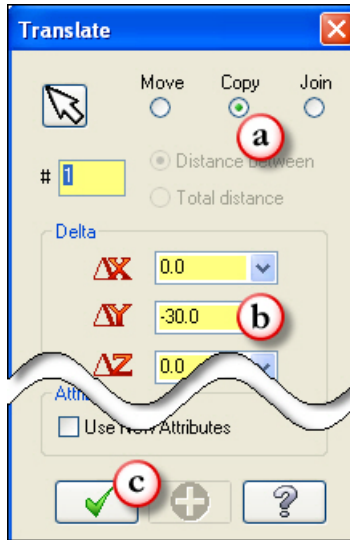 Translate
Move Copy Join
a
# 1
Distance between
Total distance
Delta
ΔX 0.0
ΔY -30.0 b
ΔZ 0.0
Use New Attributes
c
?